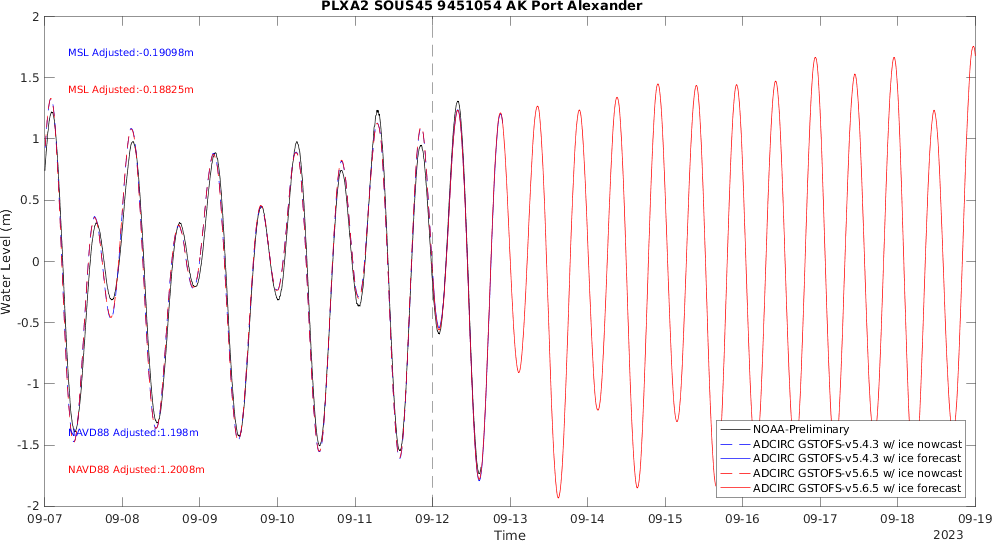 PLXA2 SOUS45 9451054 AK Port Alexander
2
1.5
1
0.5
0
-0.5
-1
-1.5
-2
Water Level (m)
MSL Adjusted:-0.19098m
MSL Adjusted:-0.18825m
NAVD88 Adjusted:1.198m
NAVD88 Adjusted:1.2008m
NOAA-Preliminary
ADCIRC GSTOFS-v5.4.3 w/ ice nowcast
ADCIRC GSTOFS-v5.4.3 w/ ice forecast
ADCIRC GSTOFS-v5.6.5 w/ ice nowcast
ADCIRC GSTOFS-v5.6.5 w/ ice forecast
09-07 09-08 09-09 09-10 09-11 09-12 09-13 09-14 09-15 09-16 09-17 09-18 09-19
Time
2023